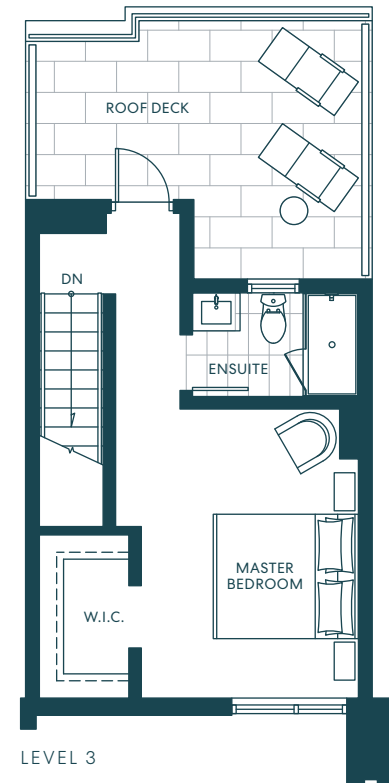 ROOF DECK
DN
ENSUITE
MASTER
BEDROOM
W.I.C.
LEVEL 3